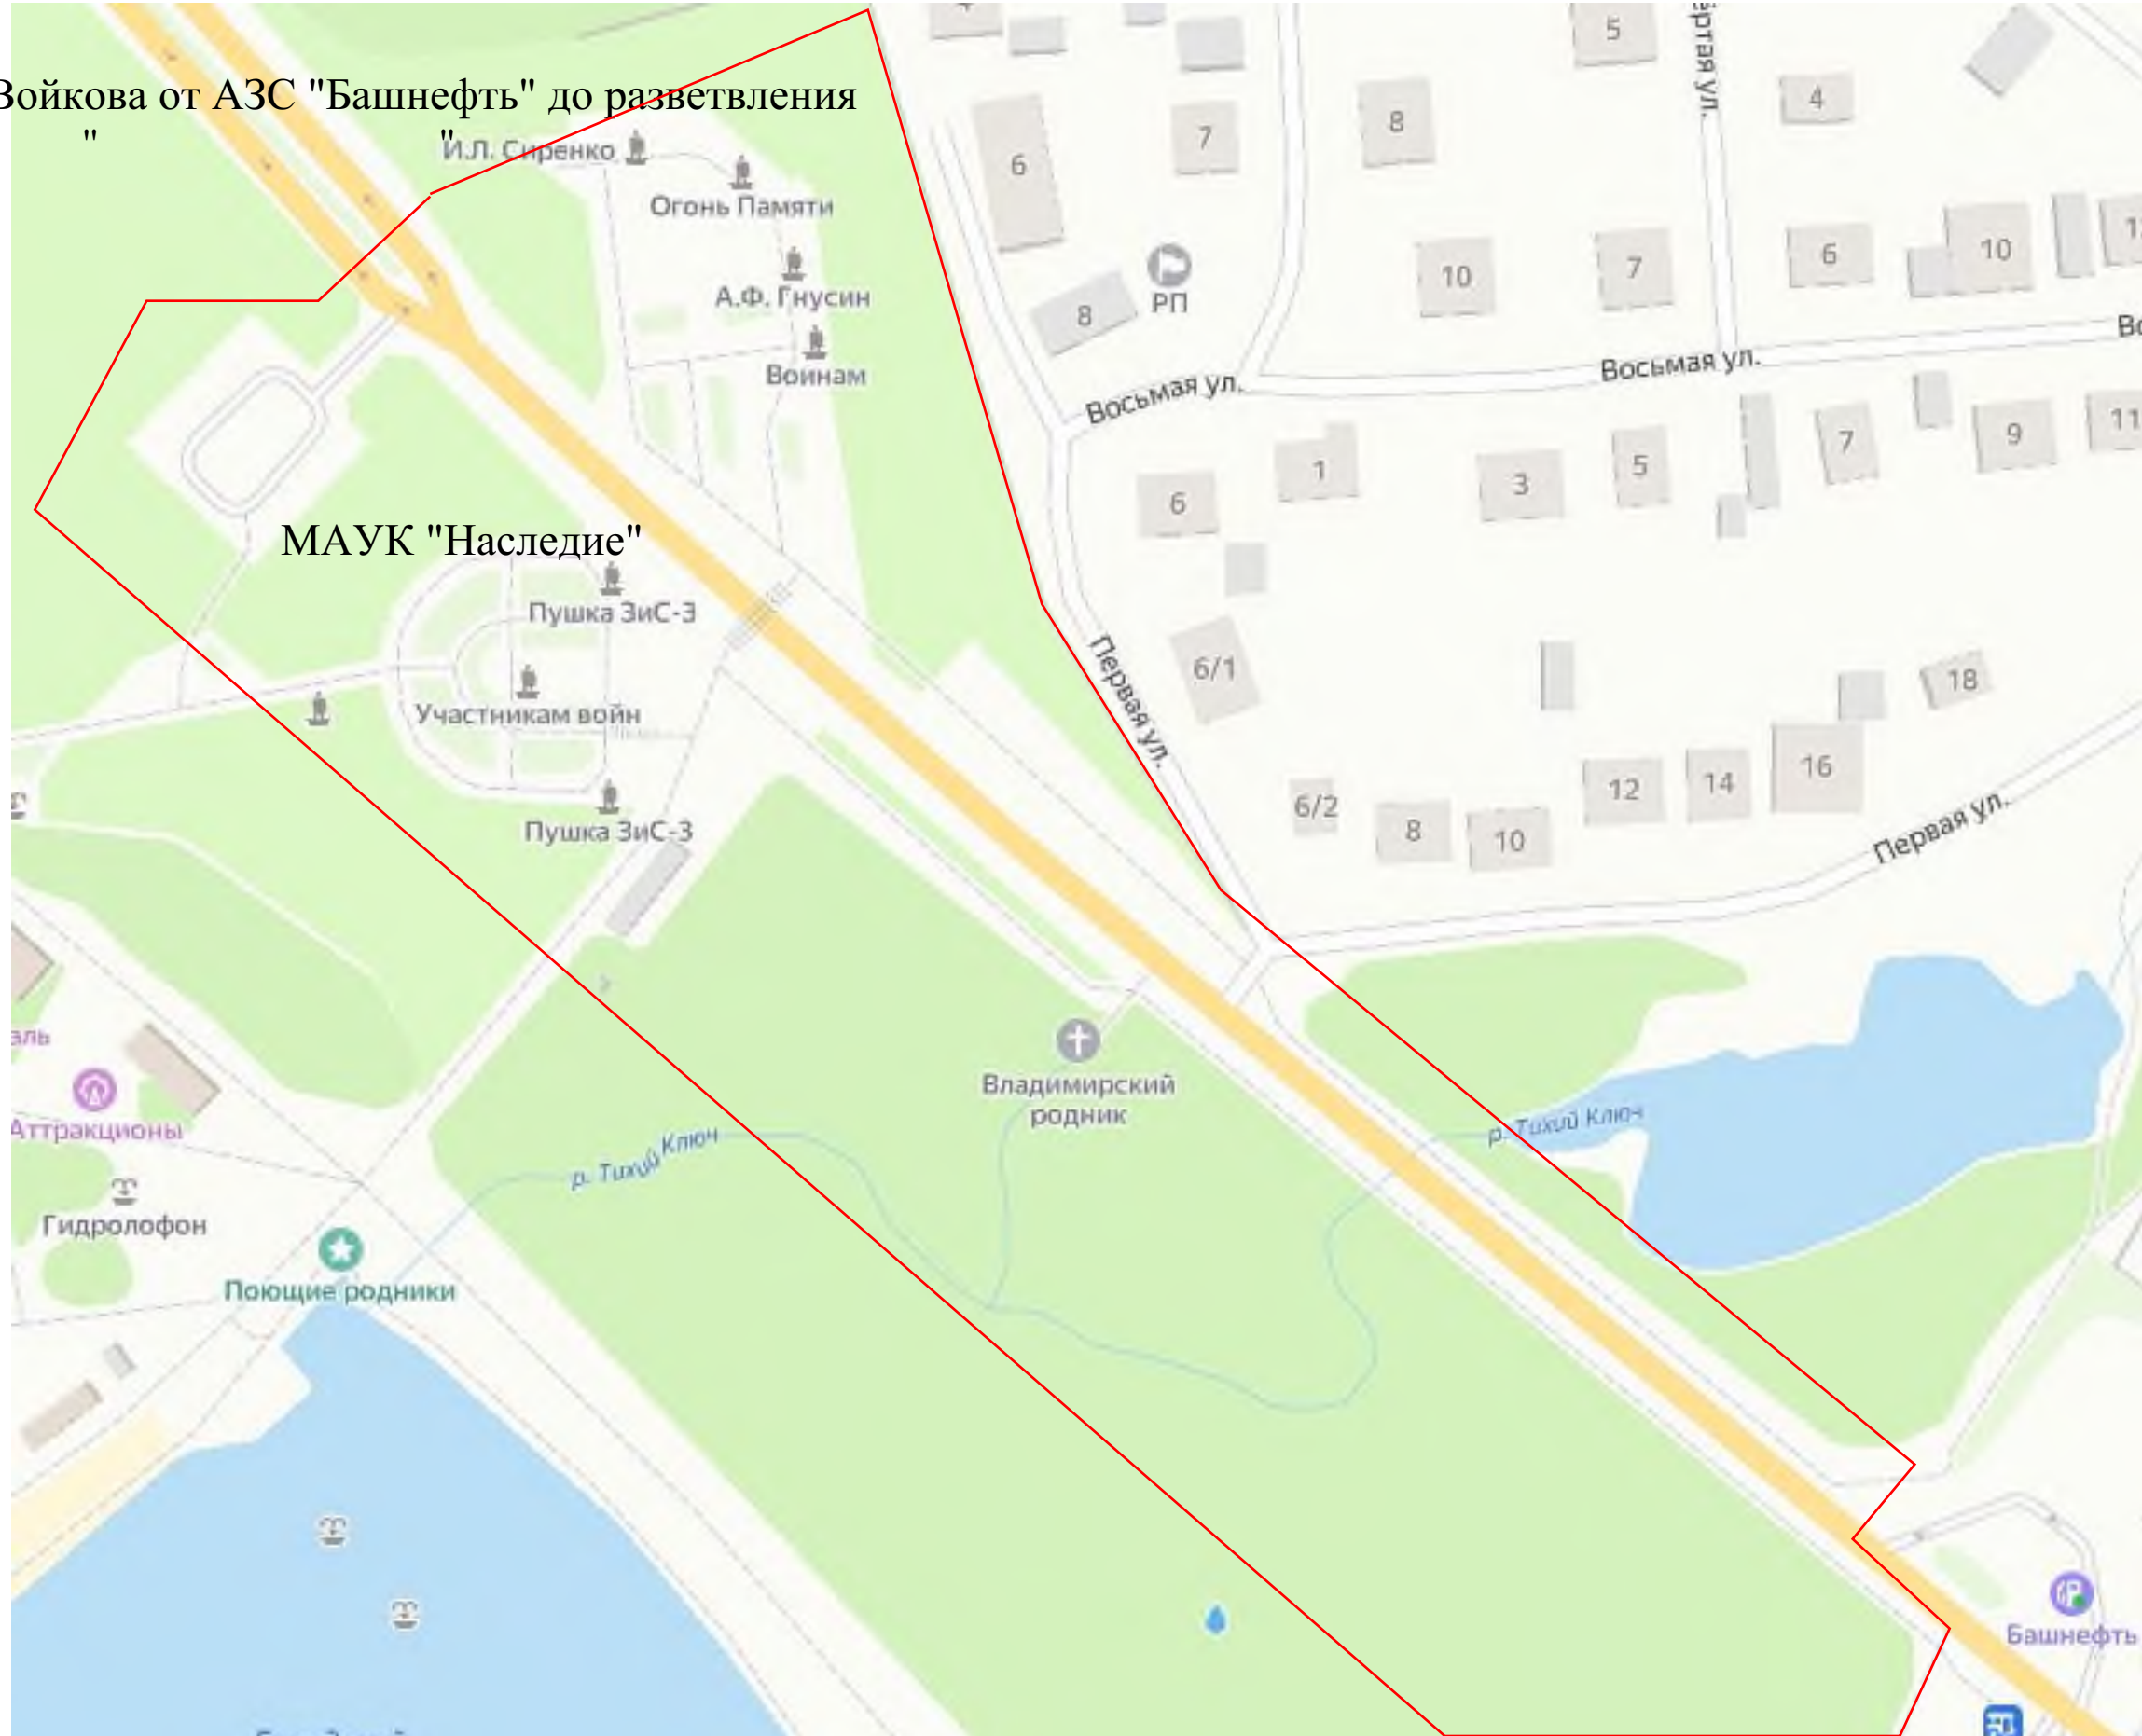 5
Войкова от АЗС "Башнефть" до разветвления
"
"
4
8
7
6
И.Л. Сиренко
Огонь Памяти
10
7
6
10
А.Ф. Гнусин
РП
8
Воинам
Восьмая ул.
Восьмая ул.
11
7
9
1
5
3
6
МАУК "Наследие"
Пушка ЗиС-3
6/1
18
Участникам войн
Первая ул.
16
14
12
6/2
8
10
Пушка ЗиС-3
Первая ул.
Аттракционы
Владимирский
родник
р. Тихий Ключ
р. Тихий Ключ
Гидролофон
Поющие родники
Башнефть